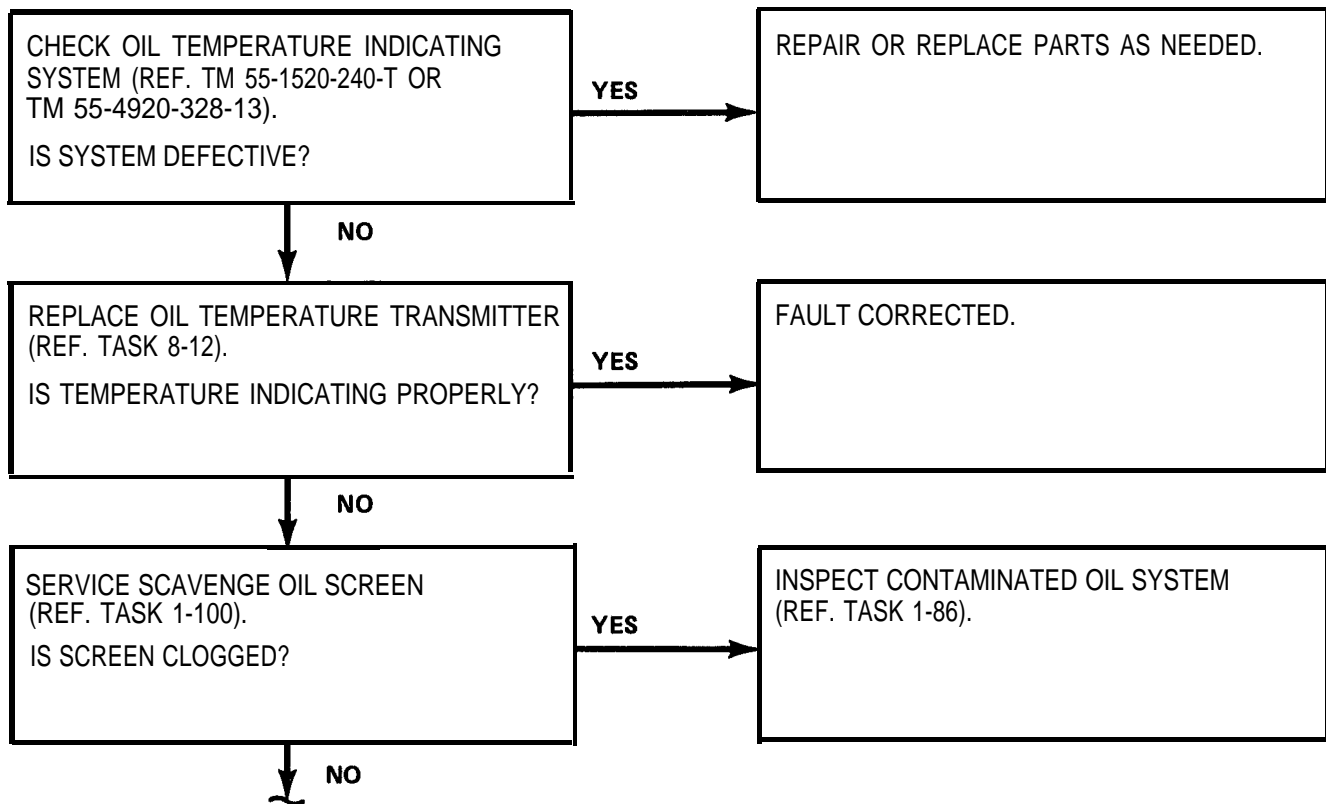 CHECK OIL TEMPERATURE INDICATING
SYSTEM (REF. TM 55-1520-240-T OR
TM 55-4920-328-13).
IS SYSTEM DEFECTIVE?
YES
REPAIR OR REPLACE PARTS AS NEEDED.
NO
REPLACE OIL TEMPERATURE TRANSMITTER
(REF. TASK 8-12).
IS TEMPERATURE INDICATING PROPERLY?
YES
FAULT CORRECTED.
NO
SERVICE SCAVENGE OIL SCREEN
(REF. TASK 1-100).
IS SCREEN CLOGGED?
YES
INSPECT CONTAMINATED OIL SYSTEM
(REF. TASK 1-86).
NO